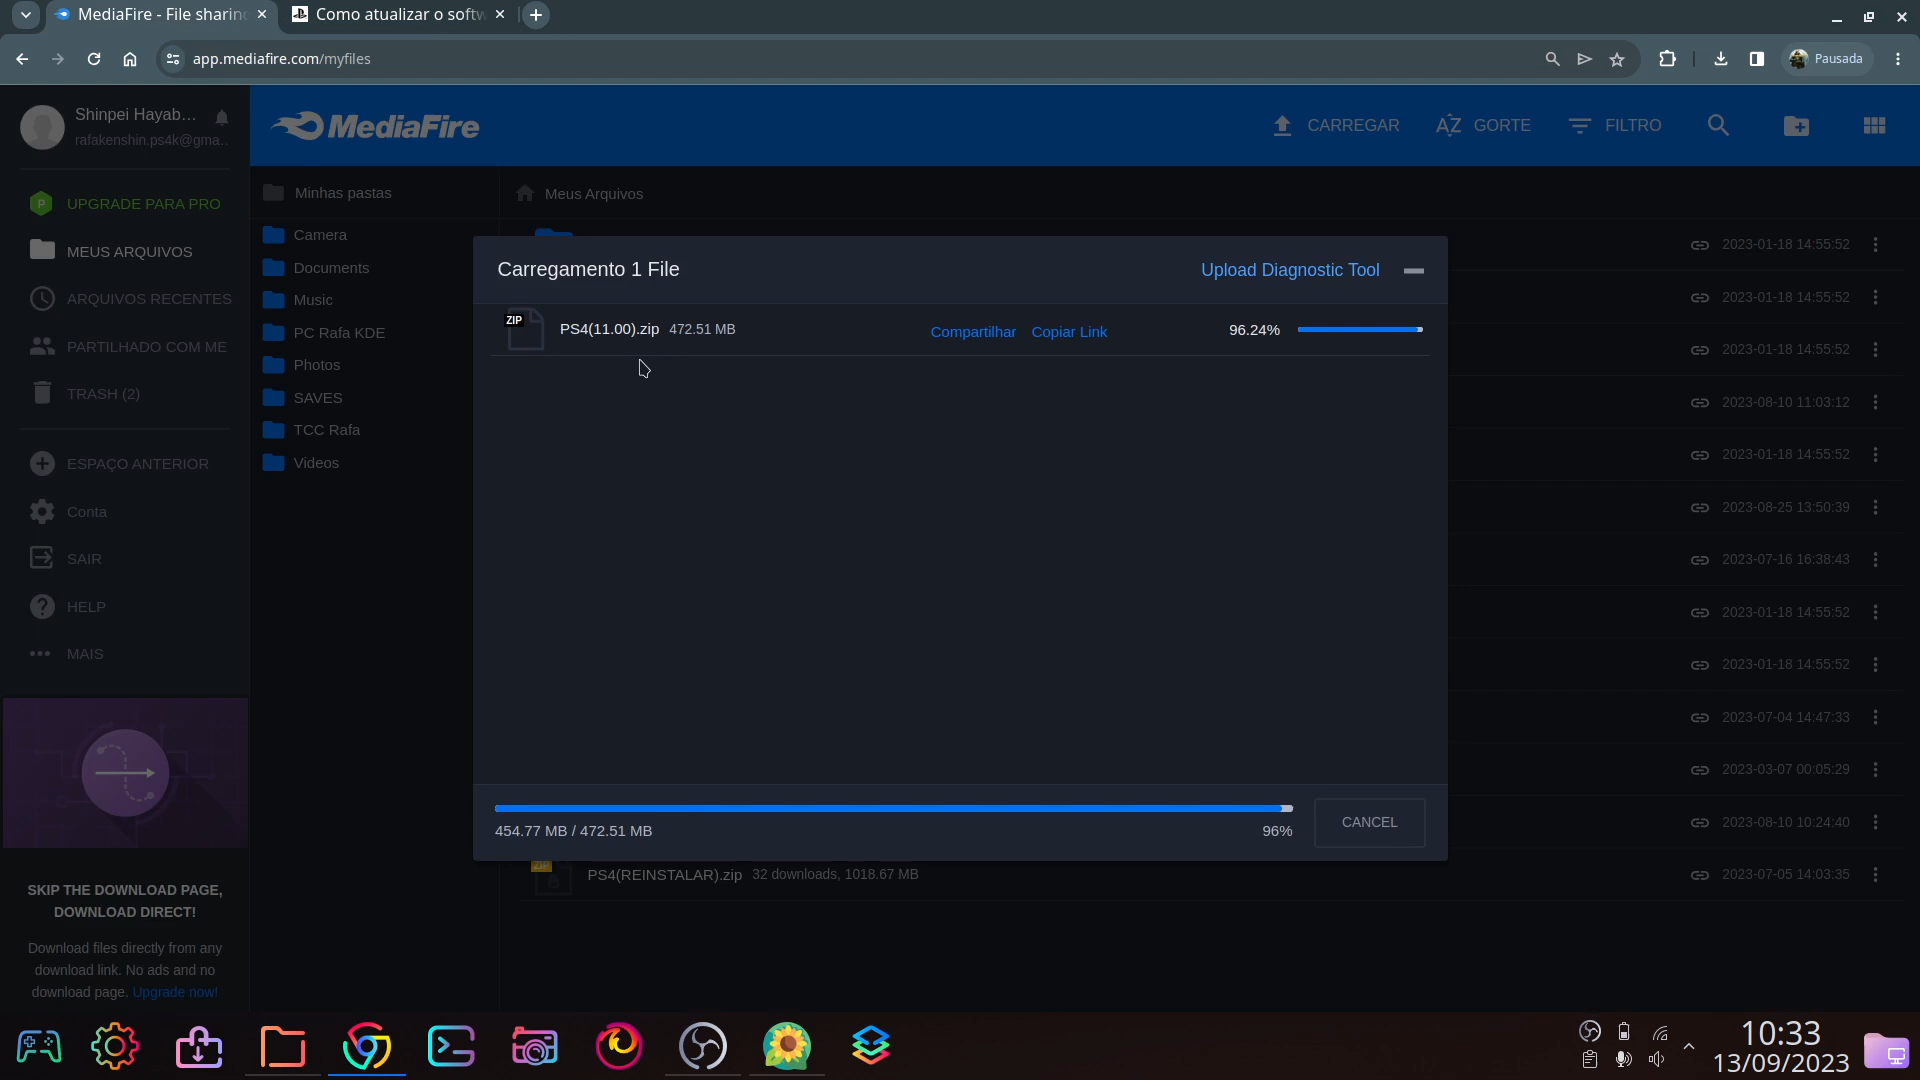 MediaFire - File sharin
Como atualizar o softw
app.mediafire.com/myfiles
Pausada
Shinpei Hayab...
rafakenshin.ps4k@gma..
MediaFire
CARREGAR
AZ
GORTE
FILTRO
P
UPGRADE PARA PRO
MEUS ARQUIVOS
ARQUIVOS RECENTES
PARTILHADO COM ME
TRASH (2)
ESPAÇO ANTERIOR
Conta
SAIR
HELP
MAIS
Minhas pastas
Camera
Documents
Music
PC Rafa KDE
Photos
SAVES
TCC Rafa
Videos
Meus Arquivos
2023-01-18 14:55:52
2023-01-18 14:55:52
2023-01-18 14:55:52
2023-08-10 11:03:12
2023-01-18 14:55:52
2023-08-25 13:50:39
2023-07-16 16:38:43
2023-01-18 14:55:52
2023-01-18 14:55:52
2023-07-04 14:47:33
2023-03-07 00:05:29
2023-08-10 10:24:40
Carregamento 1 File
Upload Diagnostic Tool
ZIP
PS4(11.00).zip 472.51 MB
Compartilhar Copiar Link
96.24%
454.77 MB / 472.51 MB
96%
CANCEL
ZIP
PS4(REINSTALAR).zip 32 downloads, 1018.67 MB
2023-07-05 14:03:35
SKIP THE DOWNLOAD PAGE,
DOWNLOAD DIRECT!
Download files directly from any
download link. No ads and no
download page. Upgrade now!
10:33
13/09/2023